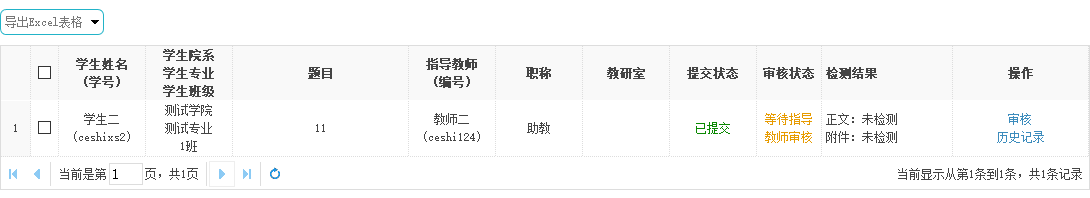 导出Excel表格
学生姓名
(学号)
学生院系
学生专业
学生班级
题目
指导教师
(编号)
职称
教研室
提交状态
审核状态
检测结果
操作
1
学生二
(ceshixs2)
测试学院
测试专业
1班
11
教师二
(ceshi124)
助教
已提交
等待指导
教师审核
正文：未检测
附件：未检测
审核
历史记录
当前是第 1 页，共1页
当前显示从第1条到1条，共1条记录